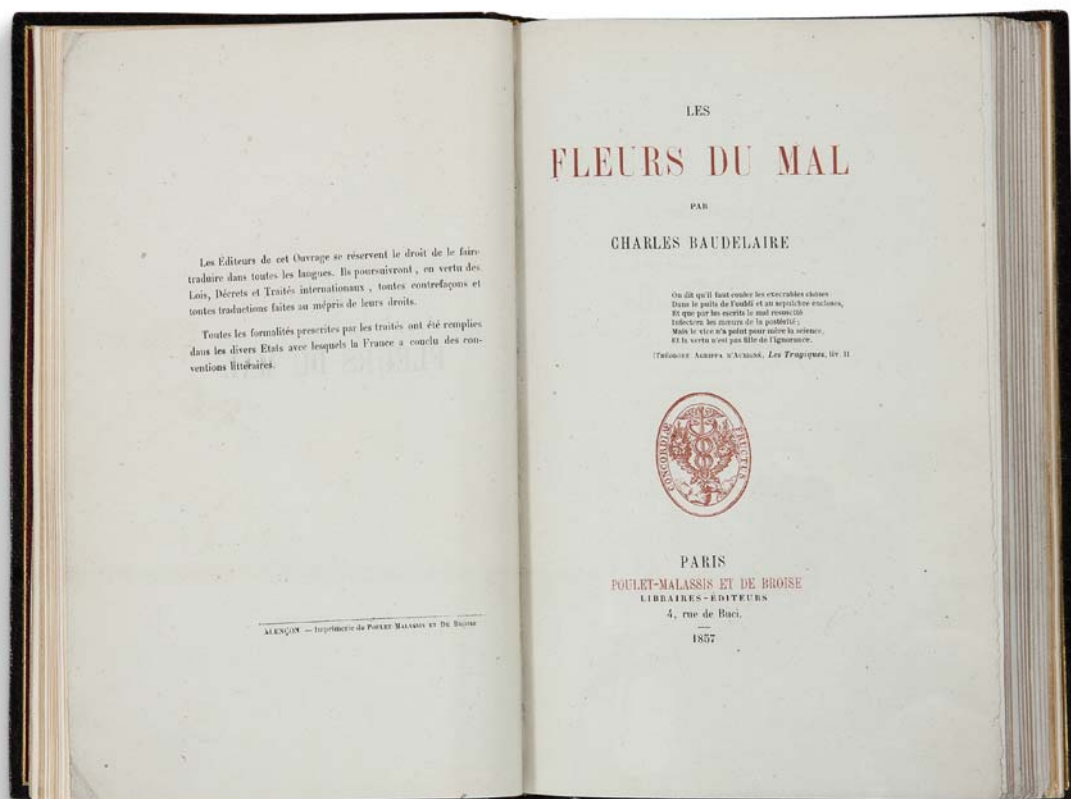 Les Éditeurs de cet Ouvrage se réservent le droit de le faire
traduire dans toutes les langues. Ils poursuivront, en vertu des
Lois, Décrets et Traités internationaux, toutes contrefaçons et
toutes traductions faites au mépris de leurs droits.
Toutes les formalités prescrites par les traités ont été remplies
dans les divers Etats avec lesquels la France a conclu des con-
ventions littéraires.
ALENÇON. — Imprimerie de POULET-MALASSIS ET DE BROISE
LES
FLEURS DU MAL
PAR
CHARLES BAUDELAIRE
On dit qu'il faut couler les execrables choses
Dans le puits de l'oubli et au sepulchre encloses,
Et que par les escrits le mal resuscité
Infectera les mœurs de la postérité;
Mais le vice n'a point pour mère la science,
Et la vertu n'est pas fille de l'ignorance.
(THÉODORE AGRIPPA D'AUBIGNÉ, Les Tragiques, liv. II
CONCORDIÆ FRUCTUS
PARIS
POULET-MALASSIS ET DE BROISE
LIBRAIRES-ÉDITEURS
4, rue de Buci.
1857